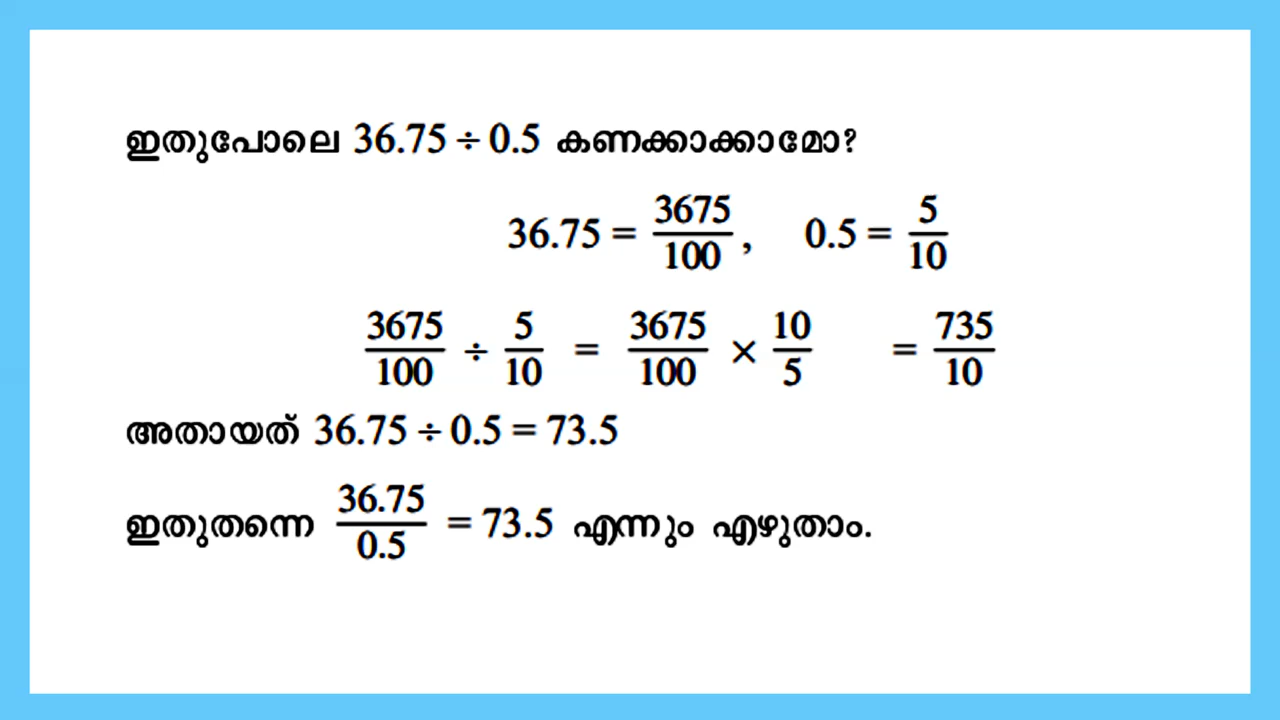 ഇതുപോലെ 36.75 ÷ 0.5 കണക്കാക്കാമോ?
36.75 = 3675/100 , 0.5 = 5/10
3675/100 ÷ 5/10 = 3675/100 × 10/5 = 735/10
അതായത് 36.75 ÷ 0.5 = 73.5
ഇതുതന്നെ 36.75/0.5 = 73.5 എന്നും എഴുതാം.